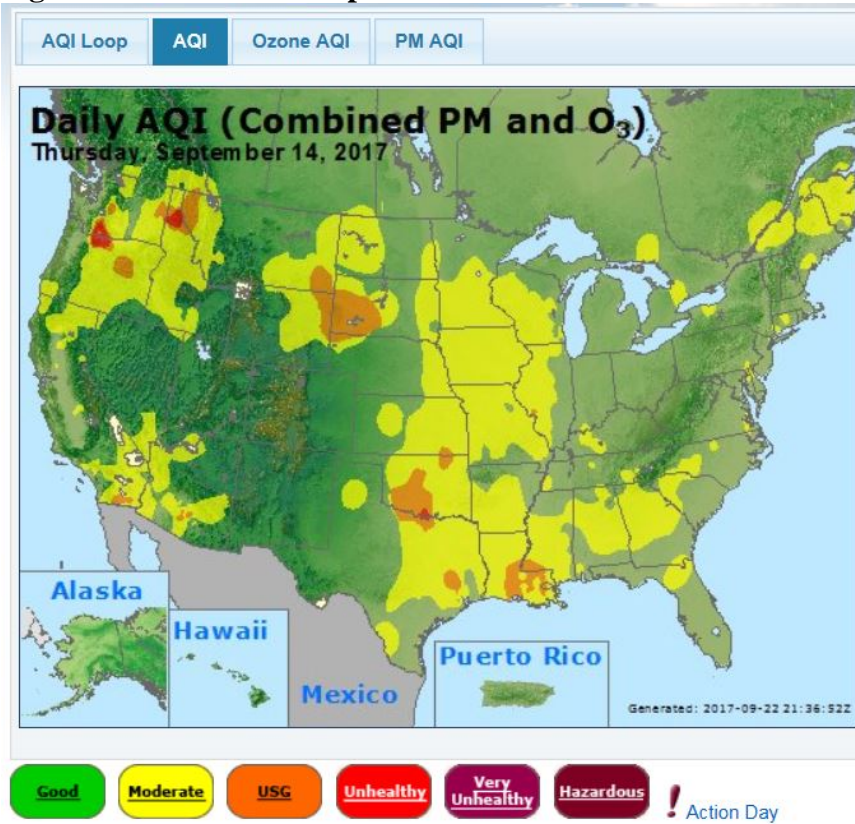 AQI Loop AQI Ozone AQI PM AQI
Daily AQI (Combined PM and O₃)
Thursday, September 14, 2017
Alaska
Hawaii
Puerto Rico
Mexico
Generated: 2017-09-22 21:36:52Z
Good Moderate USG Unhealthy Very Unhealthy Hazardous ! Action Day